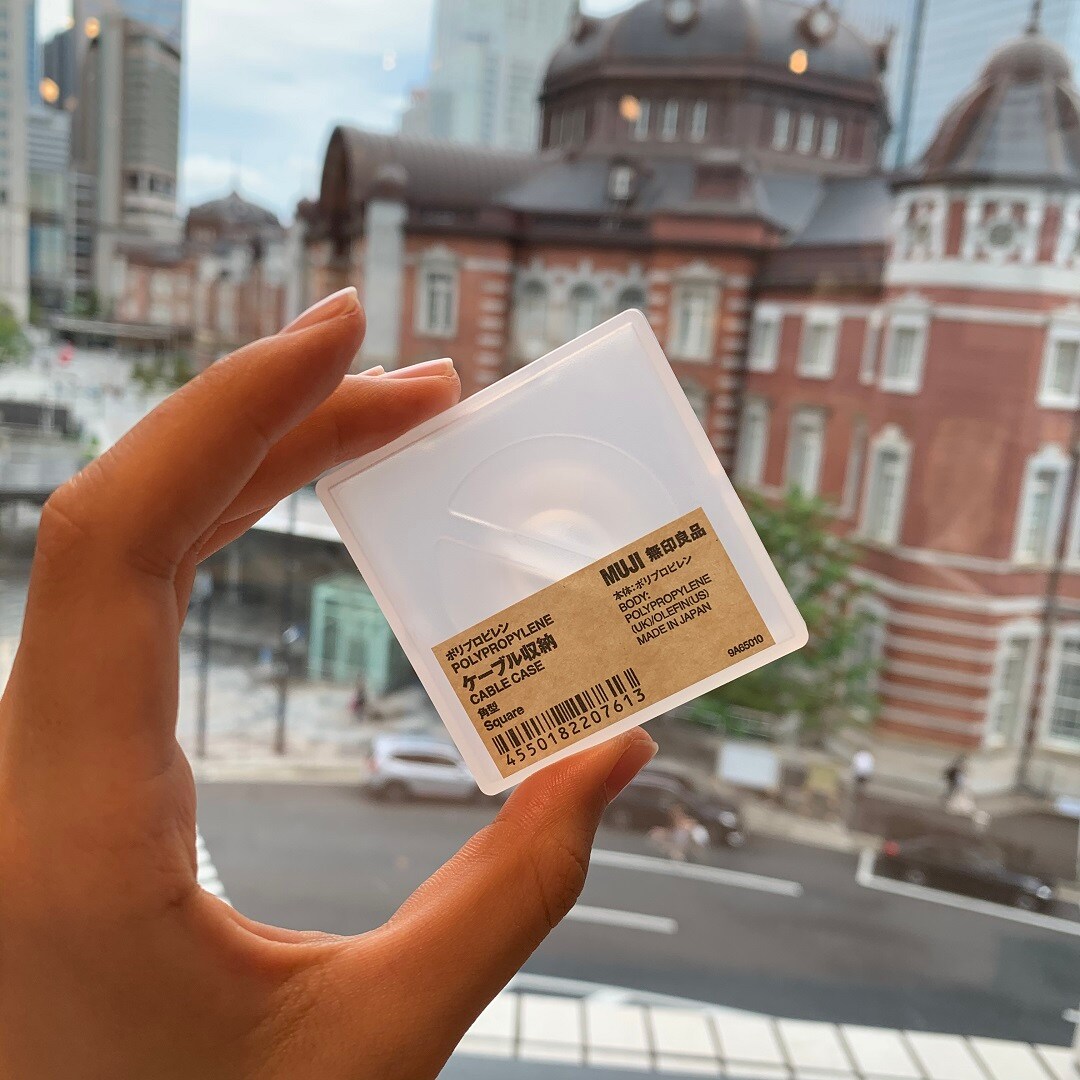 ポリプロピレン
POLYPROPYLENE
ケーブル収納
CABLE CASE
角型
Square
4550182207613
MUJI 無印良品
本体:ポリプロピレン
BODY:
POLYPROPYLENE
(UK)/OLEFIN(US)
MADE IN JAPAN
9A65010